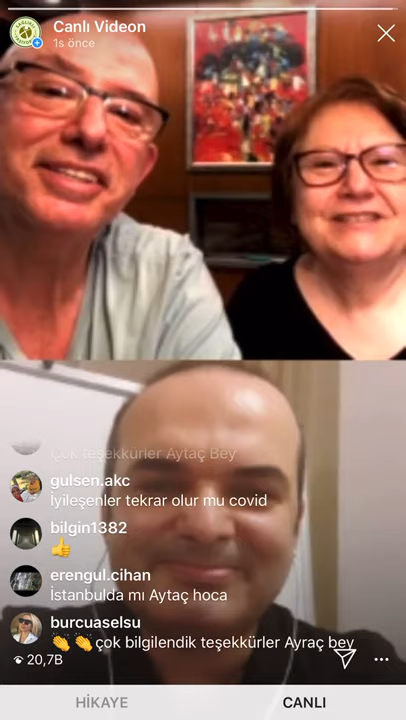 Canlı Videon
1s önce
Çok teşekkürler Aytaç Bey
gulsen.akc
İyileşenler tekrar olur mu covid
bilgin1382
👍
erengul.cihan
İstanbulda mı Aytaç hoca
burcuaselsu
👏👏çok bilgilendik teşekkürler Ayraç bey
20,7B
HİKAYE
CANLI